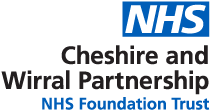 NHS
Cheshire and
Wirral Partnership
NHS Foundation Trust